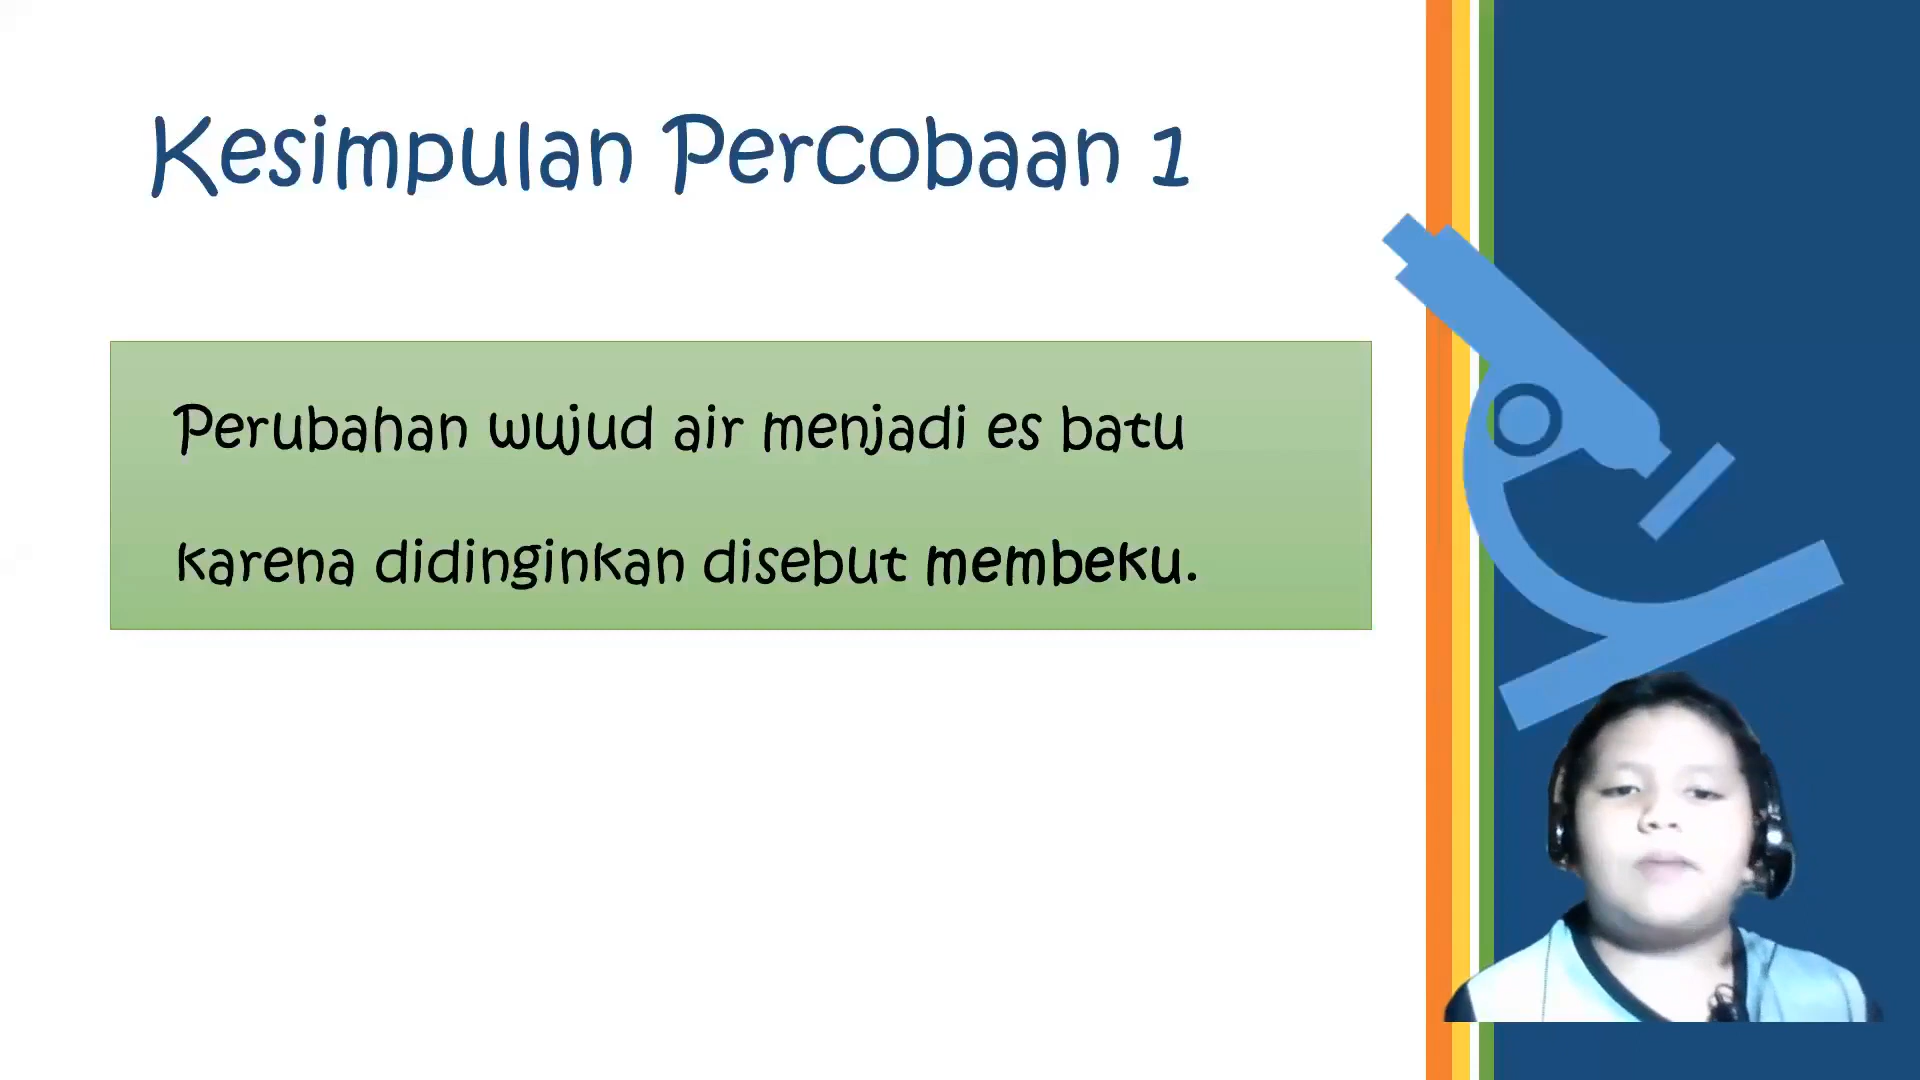 Kesimpulan Percobaan 1
Perubahan wujud air menjadi es batu
karena didinginkan disebut membeku.